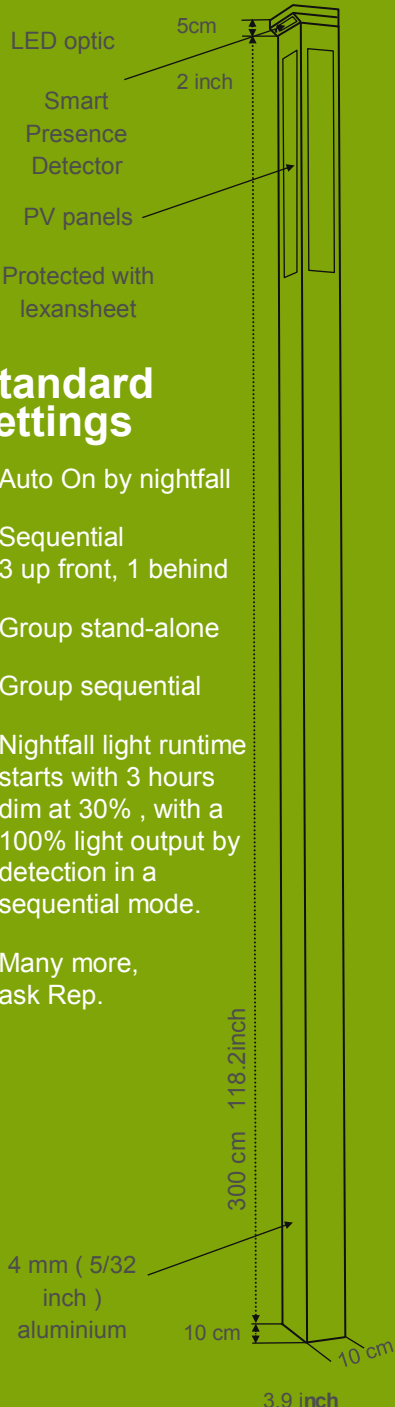 LED optic
5cm
2 inch
Smart
Presence
Detector
PV panels
Protected with
lexansheet
tandard
ettings
Auto On by nightfall
Sequential
3 up front, 1 behind
Group stand-alone
Group sequential
Nightfall light runtime
starts with 3 hours
dim at 30% , with a
100% light output by
detection in a
sequential mode.
Many more,
ask Rep.
300 cm 118.2inch
4 mm ( 5/32
inch )
aluminium
10 cm
10 cm
3.9 inch